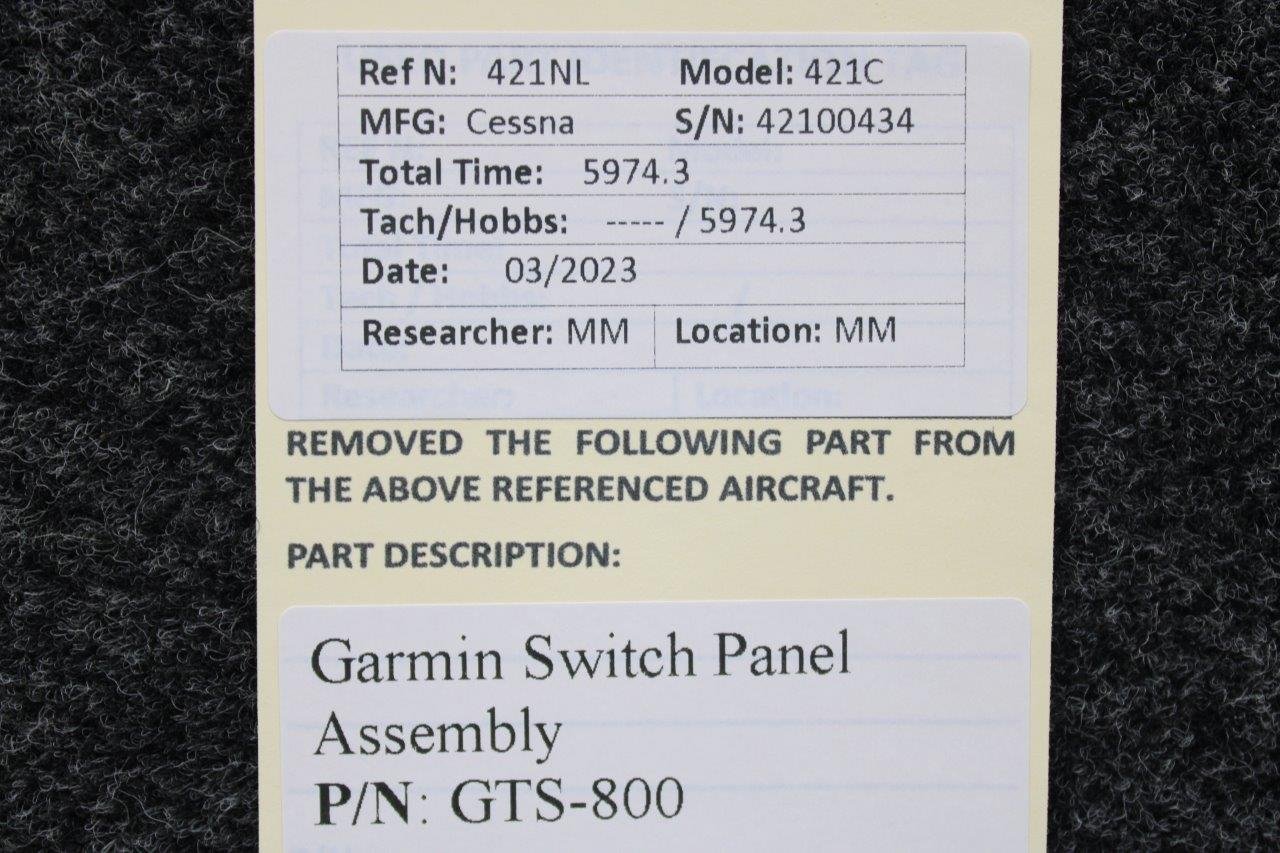 Ref N: 421NL Model: 421C
MFG: Cessna S/N: 42100434
Total Time: 5974.3
Tach/Hobbs: ----- / 5974.3
Date: 03/2023
Researcher: MM Location: MM
REMOVED THE FOLLOWING PART FROM
THE ABOVE REFERENCED AIRCRAFT.
PART DESCRIPTION:
Garmin Switch Panel
Assembly
P/N: GTS-800